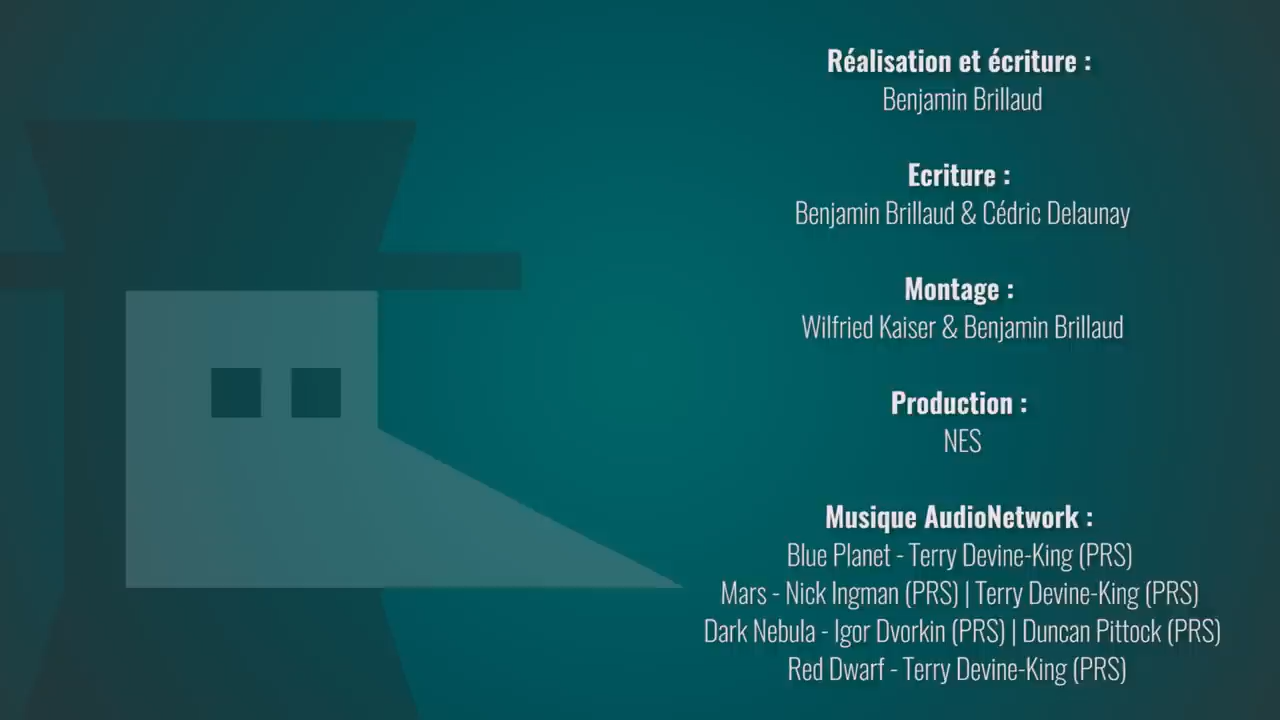 Réalisation et écriture :
Benjamin Brillaud
Ecriture :
Benjamin Brillaud & Cédric Delaunay
Montage :
Wilfried Kaiser & Benjamin Brillaud
Production :
NES
Musique AudioNetwork :
Blue Planet - Terry Devine-King (PRS)
Mars - Nick Ingman (PRS) | Terry Devine-King (PRS)
Dark Nebula - Igor Dvorkin (PRS) | Duncan Pittock (PRS)
Red Dwarf - Terry Devine-King (PRS)